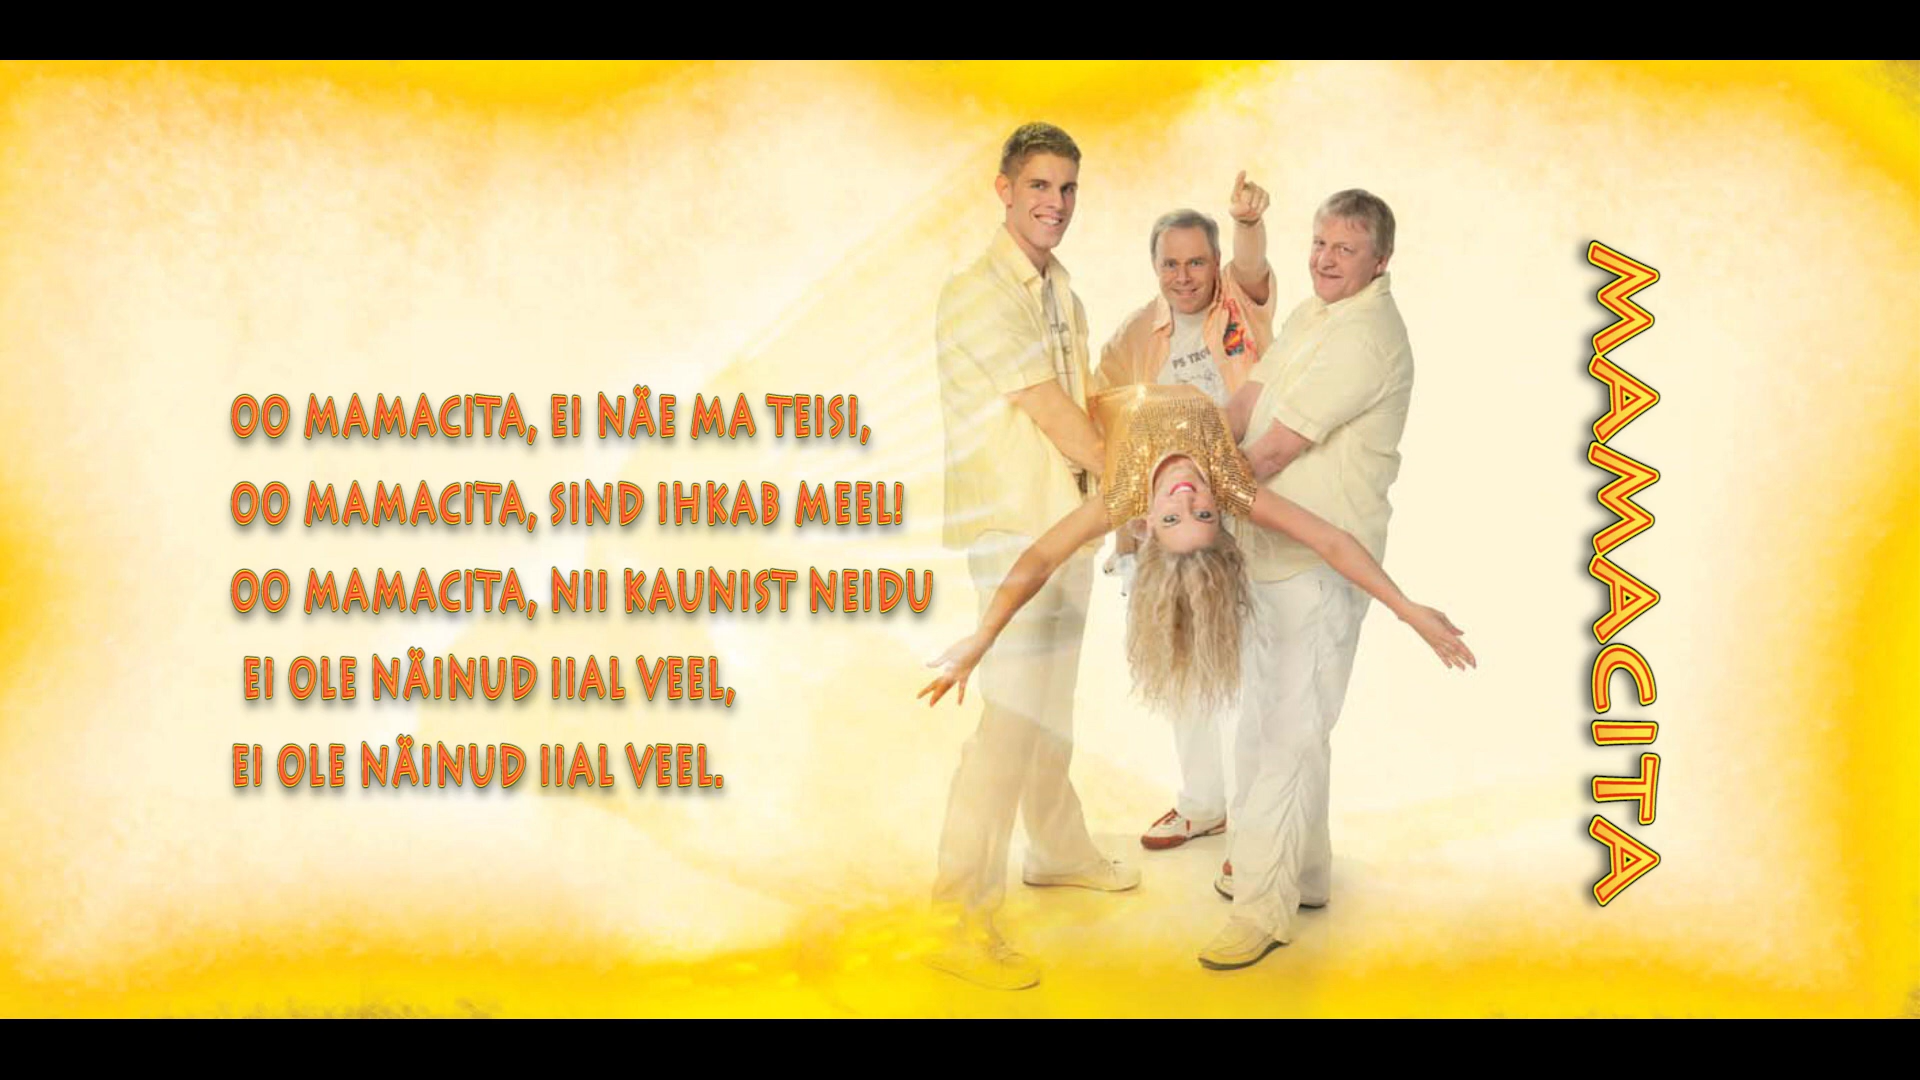 OO MAMACITA, EI NÄE MA TEISI,
OO MAMACITA, SIND IHKAB MEEL!
OO MAMACITA, NII KAUNIST NEIDU
EI OLE NÄINUD IIAL VEEL,
EI OLE NÄINUD IIAL VEEL.
MAMACITA